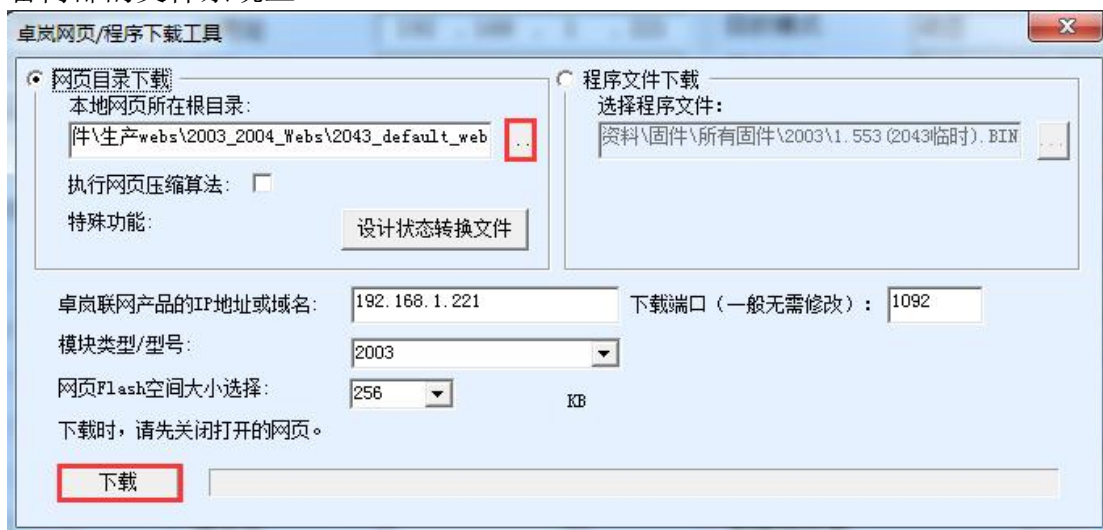 卓岚网页/程序下载工具
网页目录下载
本地网页所在根目录:
件\生产webs\2003_2004_Webs\2043_default_web
..
执行网页压缩算法:
特殊功能:
设计状态转换文件
程序文件下载
选择程序文件:
资料\固件\所有固件\2003\1.553(2043临时).BIN
...
卓岚联网产品的IP地址或域名:
192.168.1.221
下载端口（一般无需修改）:
1092
模块类型/型号:
2003
网页Flash空间大小选择:
256
KB
下载时，请先关闭打开的网页。
下载